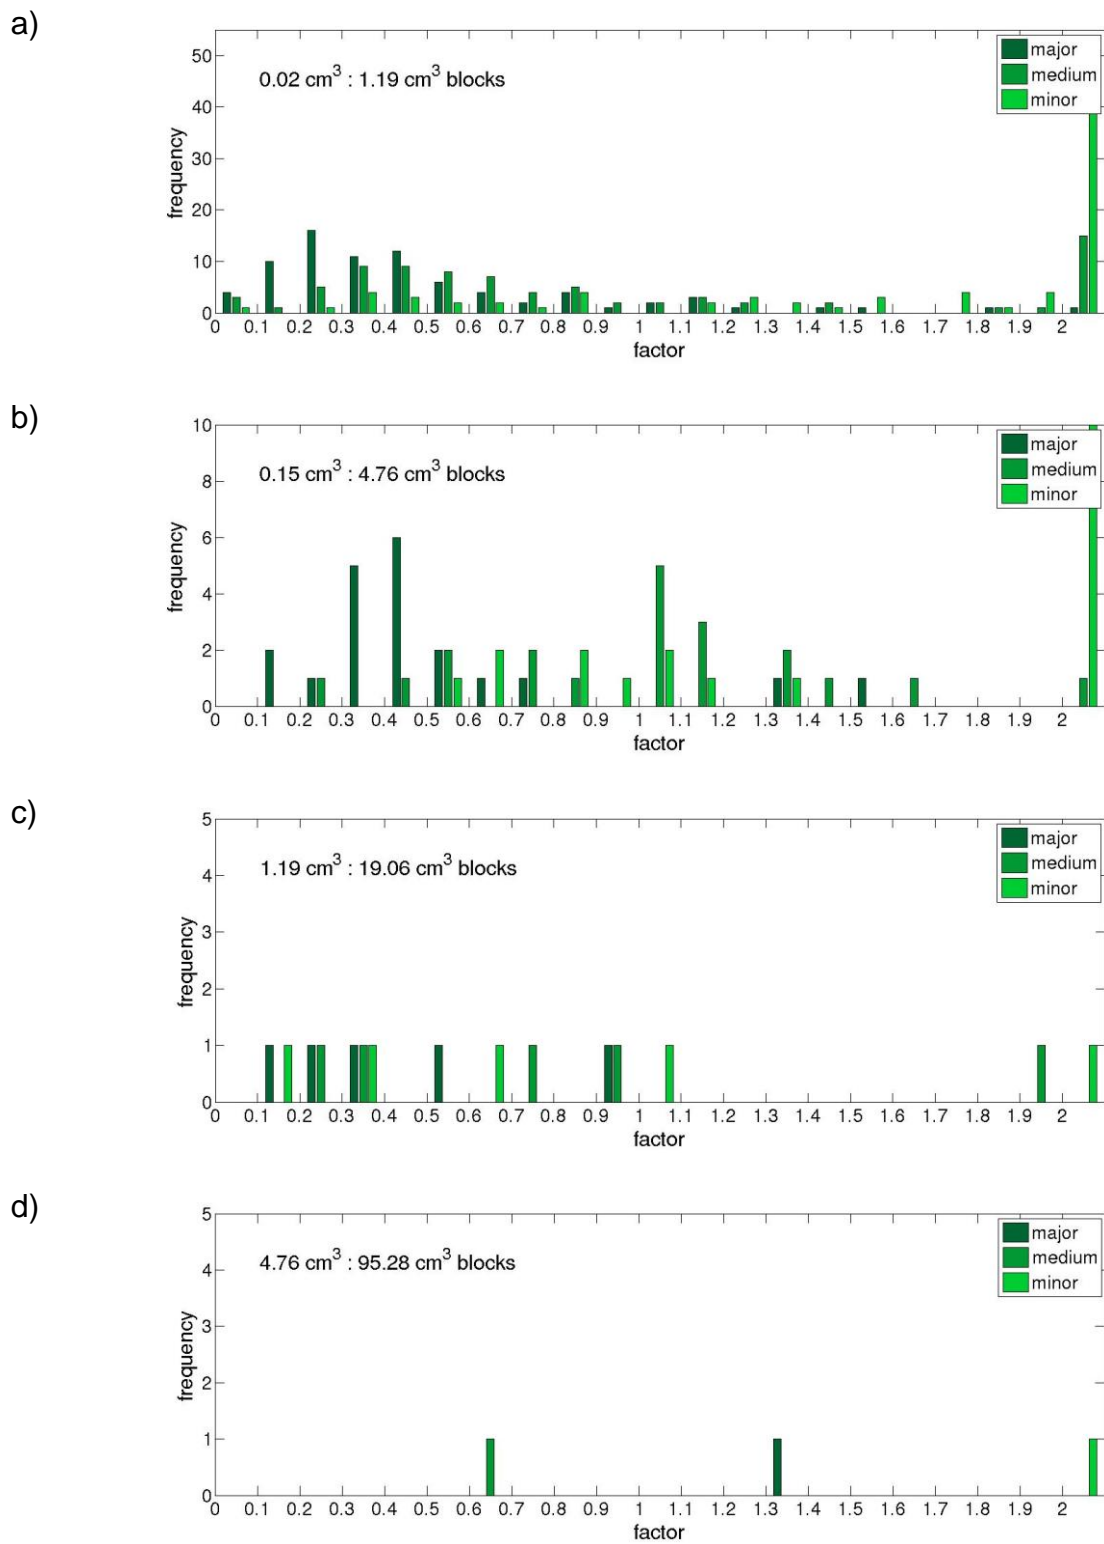 a)
0.02 cm³ : 1.19 cm³ blocks
major
medium
minor
frequency
50
40
30
20
10
0
0 0.1 0.2 0.3 0.4 0.5 0.6 0.7 0.8 0.9 1 1.1 1.2 1.3 1.4 1.5 1.6 1.7 1.8 1.9 2
factor
b)
0.15 cm³ : 4.76 cm³ blocks
major
medium
minor
frequency
10
8
6
4
2
0
0 0.1 0.2 0.3 0.4 0.5 0.6 0.7 0.8 0.9 1 1.1 1.2 1.3 1.4 1.5 1.6 1.7 1.8 1.9 2
factor
c)
1.19 cm³ : 19.06 cm³ blocks
major
medium
minor
frequency
5
4
3
2
1
0
0 0.1 0.2 0.3 0.4 0.5 0.6 0.7 0.8 0.9 1 1.1 1.2 1.3 1.4 1.5 1.6 1.7 1.8 1.9 2
factor
d)
4.76 cm³ : 95.28 cm³ blocks
major
medium
minor
frequency
5
4
3
2
1
0
0 0.1 0.2 0.3 0.4 0.5 0.6 0.7 0.8 0.9 1 1.1 1.2 1.3 1.4 1.5 1.6 1.7 1.8 1.9 2
factor